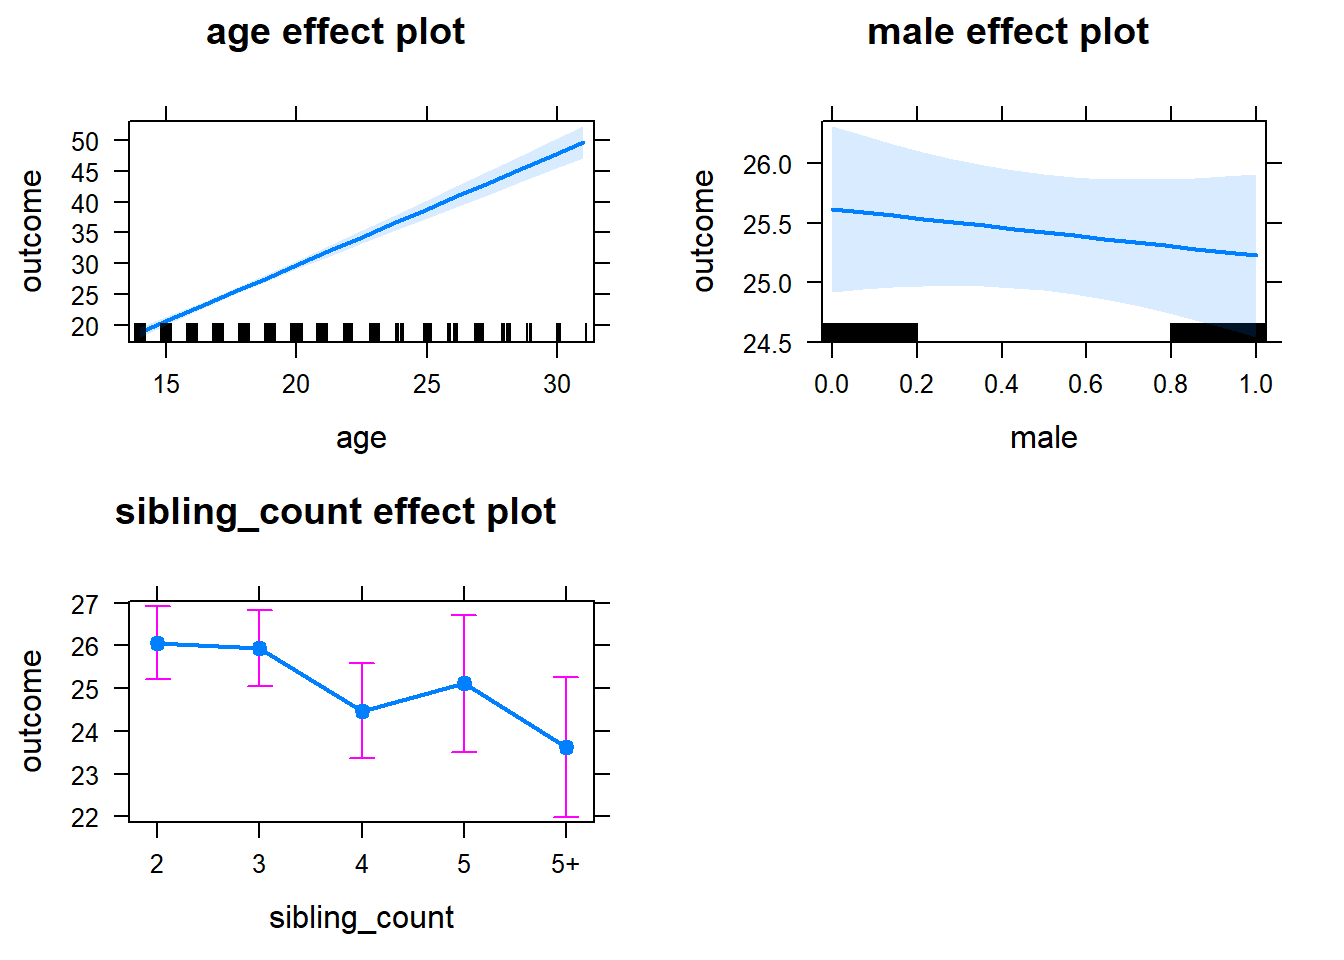 age effect plot
outcome
50
45
40
35
30
25
20
15 20 25 30
age
male effect plot
outcome
26.0
25.5
25.0
24.5
0.0 0.2 0.4 0.6 0.8 1.0
male
sibling_count effect plot
outcome
27
26
25
24
23
22
2 3 4 5 5+
sibling_count